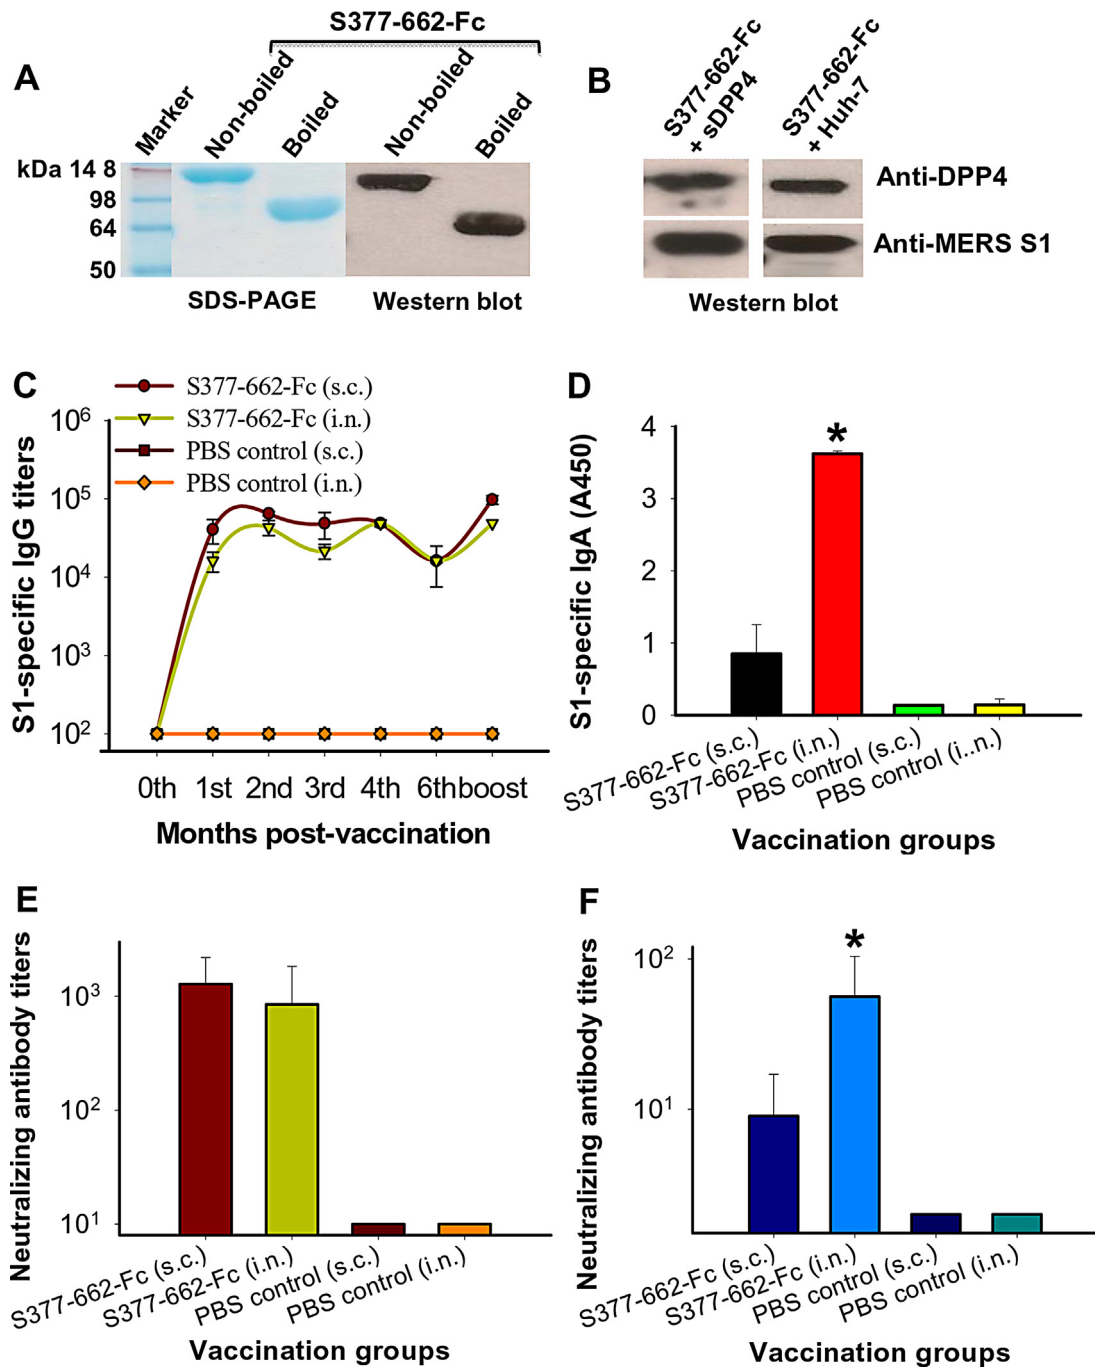 S377-662-Fc
A
Marker
Non-boiled
Boiled
Non-boiled
Boiled
kDa 14 8
98
64
50
SDS-PAGE
Western blot
B
S377-662-Fc
+ sDPP4
S377-662-Fc
+ Huh-7
Anti-DPP4
Anti-MERS S1
Western blot
C
S377-662-Fc (s.c.)
S377-662-Fc (i.n.)
PBS control (s.c.)
PBS control (i.n.)
S1-specific IgG titers
10⁶
10⁵
10⁴
10³
10²
0th 1st 2nd 3rd 4th 6th boost
Months post-vaccination
D
S1-specific IgA (A450)
4
3
2
1
0
*
S377-662-Fc (s.c.)
S377-662-Fc (i.n.)
PBS control (s.c.)
PBS control (i..n.)
Vaccination groups
E
Neutralizing antibody titers
10³
10²
10¹
S377-662-Fc (s.c.)
S377-662-Fc (i.n.)
PBS control (s.c.)
PBS control (i.n.)
Vaccination groups
F
Neutralizing antibody titers
10²
10¹
*
S377-662-Fc (s.c.)
S377-662-Fc (i.n.)
PBS control (s.c.)
PBS control (i.n.)
Vaccination groups